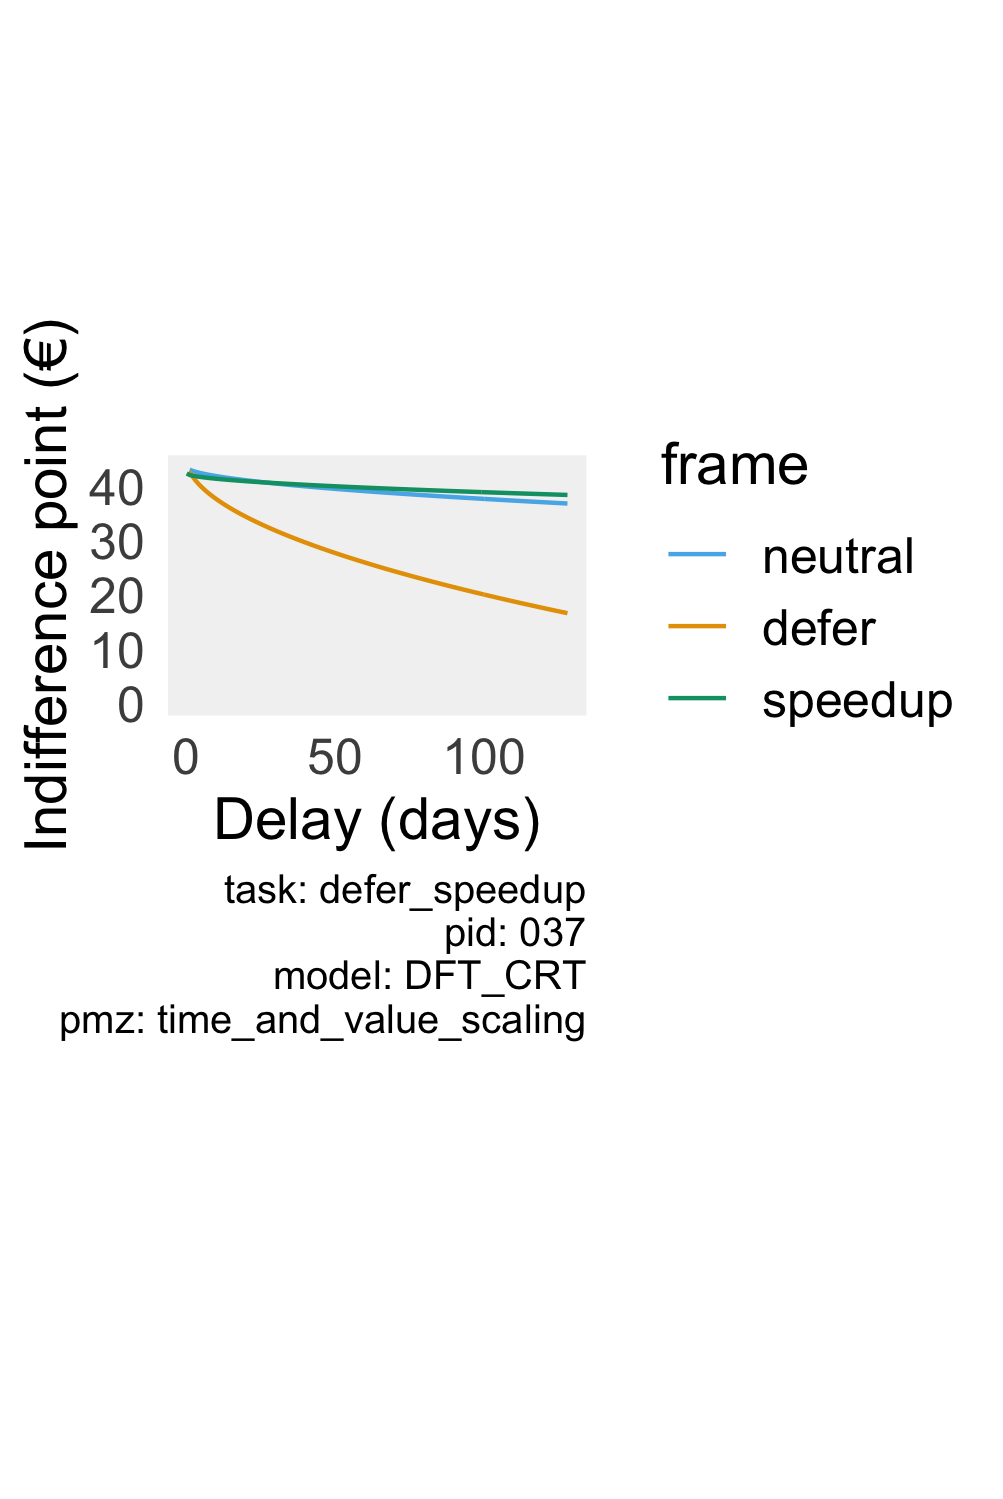 Indifference point (€)
40
30
20
10
0
0 50 100
Delay (days)
frame
neutral
defer
speedup
task: defer_speedup
pid: 037
model: DFT_CRT
pmz: time_and_value_scaling